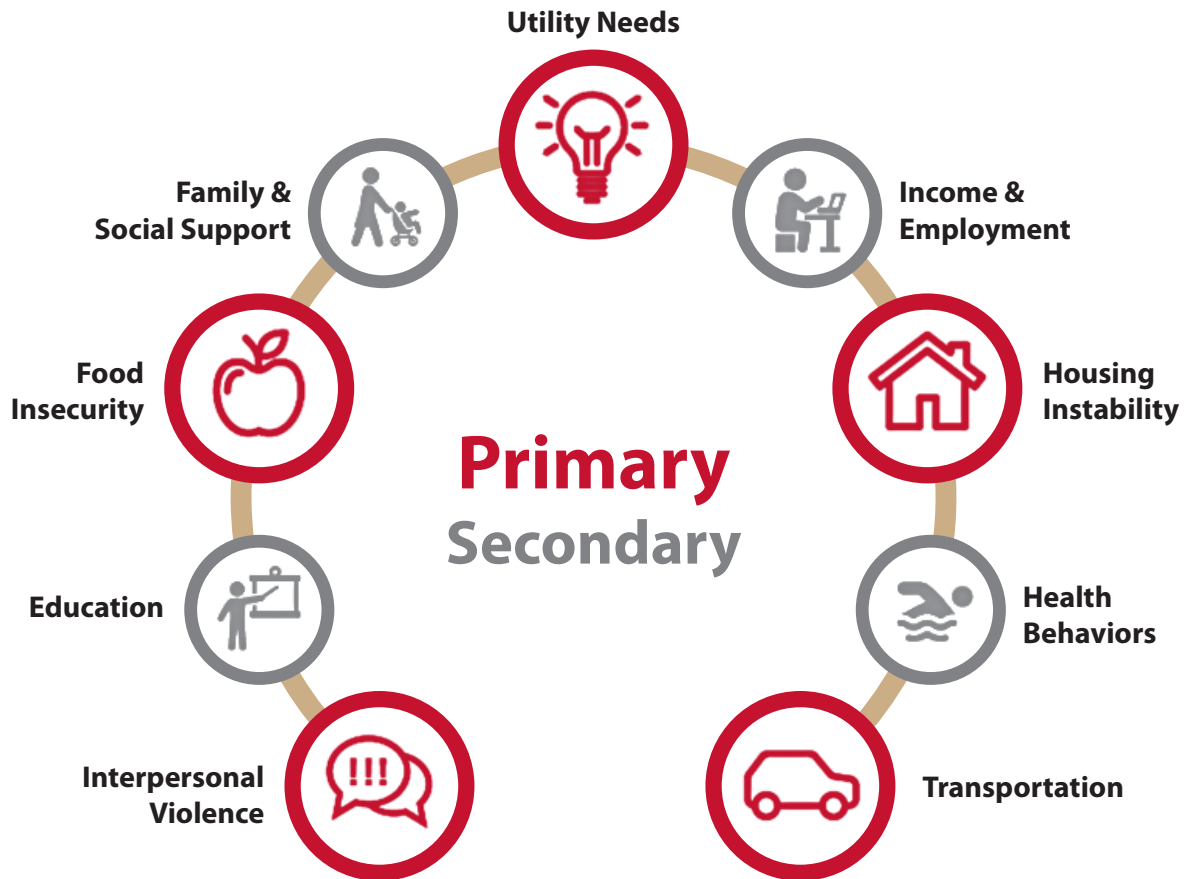 Utility Needs
Family &
Social Support
Income &
Employment
Food
Insecurity
Housing
Instability
Primary
Secondary
Education
Health
Behaviors
Interpersonal
Violence
!!!
Transportation